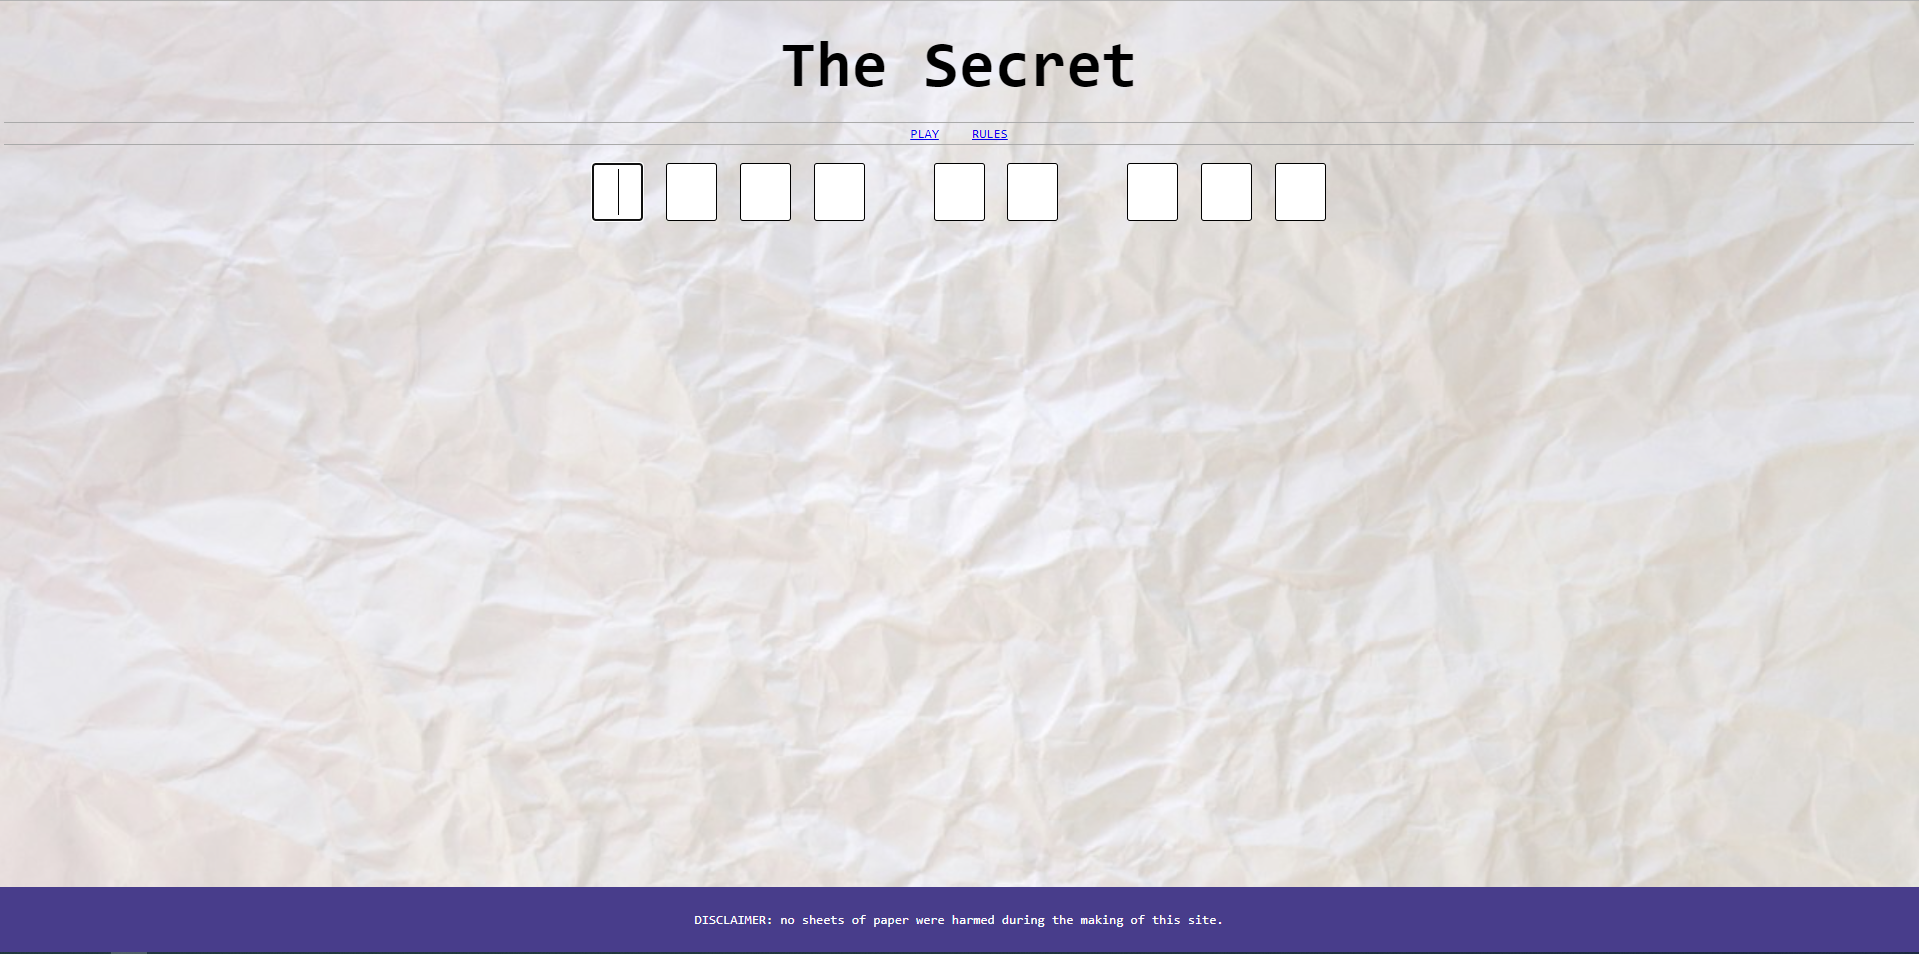 The Secret
PLAY RULES
DISCLAIMER: no sheets of paper were harmed during the making of this site.